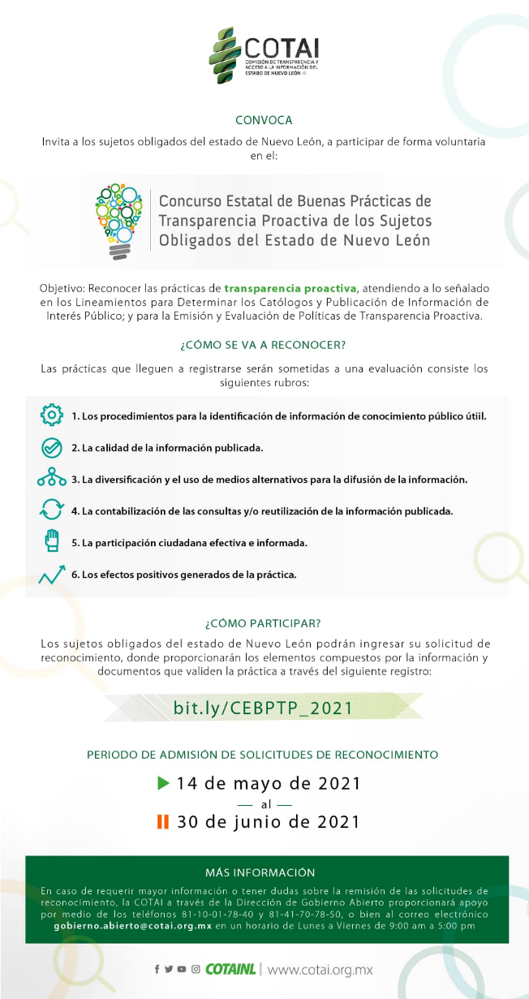 COTAI
COMISIÓN DE TRANSPARENCIA Y
ACCESO A LA INFORMACIÓN DEL
ESTADO DE NUEVO LEÓN
CONVOCA
Invita a los sujetos obligados del estado de Nuevo León, a participar de forma voluntaria
en el:
Concurso Estatal de Buenas Prácticas de
Transparencia Proactiva de los Sujetos
Obligados del Estado de Nuevo León
Objetivo: Reconocer las prácticas de transparencia proactiva, atendiendo a lo señalado
en los Lineamientos para Determinar los Católogos y Publicación de Información de
Interés Público; y para la Emisión y Evaluación de Políticas de Transparencia Proactiva.
¿CÓMO SE VA A RECONOCER?
Las prácticas que lleguen a registrarse serán sometidas a una evaluación consiste los
siguientes rubros:
1. Los procedimientos para la identificación de información de conocimiento público útiil.
2. La calidad de la información publicada.
3. La diversificación y el uso de medios alternativos para la difusión de la información.
4. La contabilización de las consultas y/o reutilización de la información publicada.
5. La participación ciudadana efectiva e informada.
6. Los efectos positivos generados de la práctica.
¿CÓMO PARTICIPAR?
Los sujetos obligados del estado de Nuevo León podrán ingresar su solicitud de
reconocimiento, donde proporcionarán los elementos compuestos por la información y
documentos que validen la práctica a través del siguiente registro:
bit.ly/CEBPTP_2021
PERIODO DE ADMISIÓN DE SOLICITUDES DE RECONOCIMIENTO
14 de mayo de 2021
al
30 de junio de 2021
MÁS INFORMACIÓN
En caso de requerir mayor información o tener dudas sobre la remisión de las solicitudes de
reconocimiento, la COTAI a través de la Dirección de Gobierno Abierto proporcionará apoyo
por medio de los teléfonos 81-10-01-78-40 y 81-41-70-78-50, o bien al correo electrónico
gobierno.abierto@cotai.org.mx en un horario de Lunes a Viernes de 9:00 am a 5:00 pm
COTAINL | www.cotai.org.mx